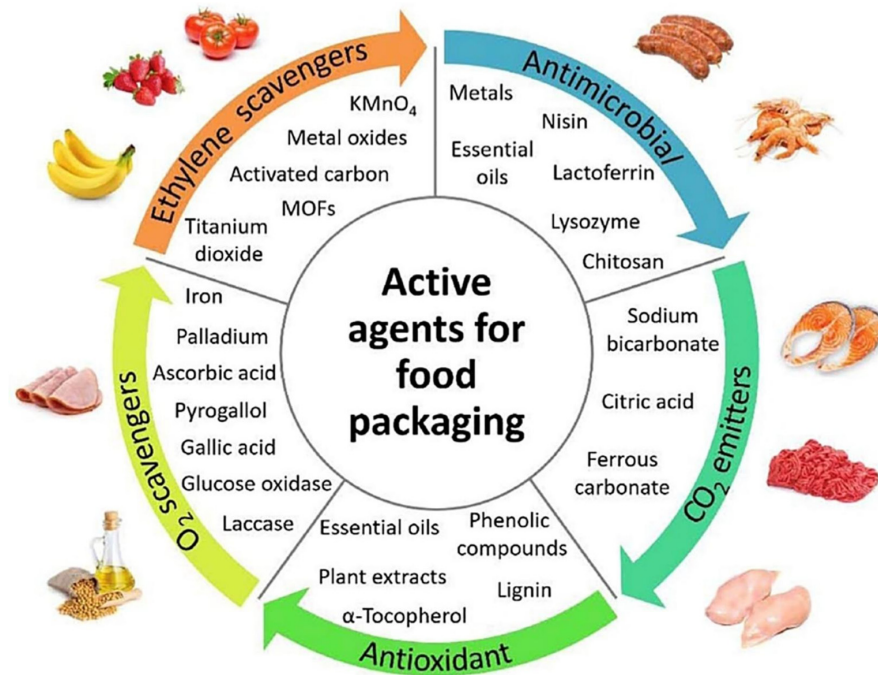 Active
agents for
food
packaging
Antimicrobial
Metals
Nisin
Essential
oils
Lactoferrin
Lysozyme
Chitosan
CO₂ emitters
Sodium
bicarbonate
Citric acid
Ferrous
carbonate
Antioxidant
Essential oils
Phenolic
compounds
Plant extracts
Lignin
α-Tocopherol
O₂ scavengers
Iron
Palladium
Ascorbic acid
Pyrogallol
Gallic acid
Glucose oxidase
Laccase
Ethylene scavengers
KMnO₄
Metal oxides
Activated carbon
MOFs
Titanium
dioxide